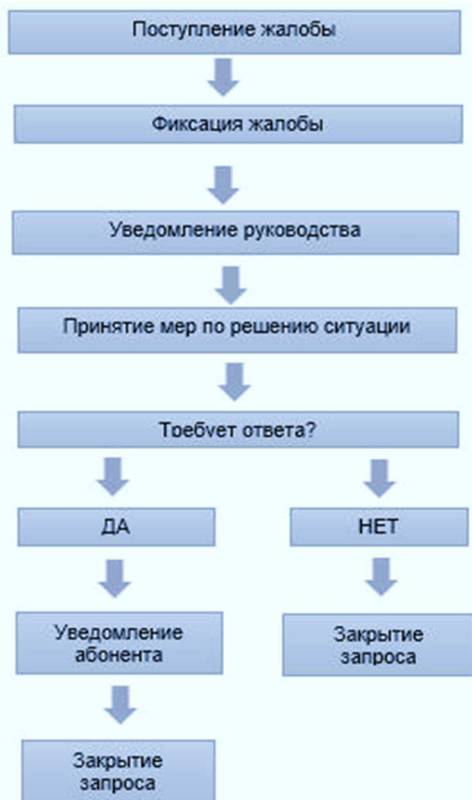 Поступление жалобы
Фиксация жалобы
Уведомление руководства
Принятие мер по решению ситуации
Требует ответа?
ДА
НЕТ
Уведомление
абонента
Закрытие
запроса
Закрытие
запроса